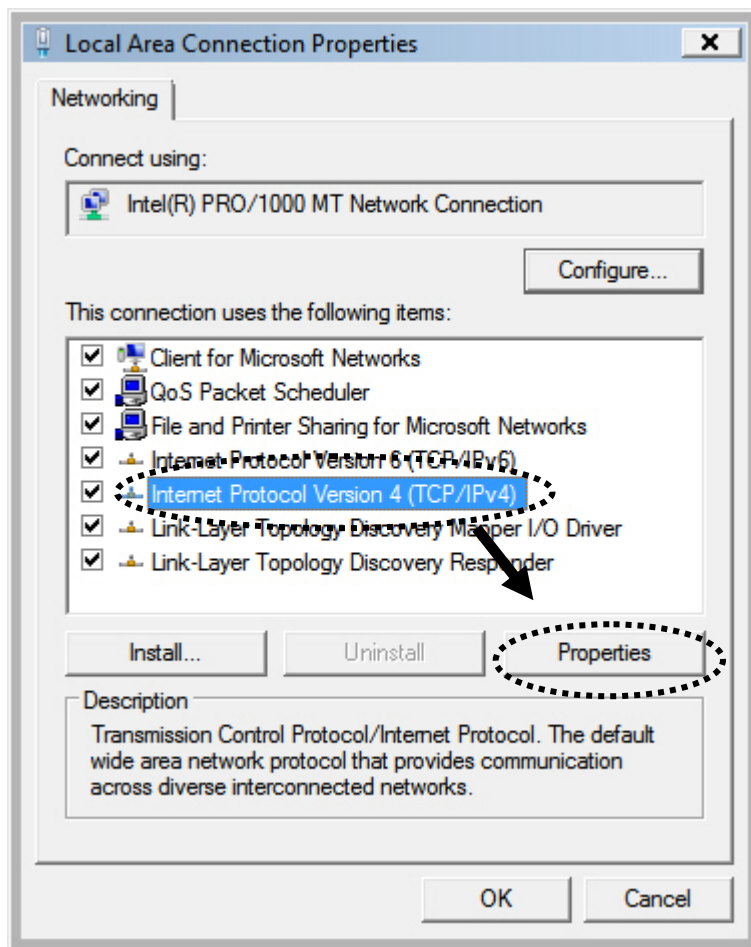 Local Area Connection Properties
Networking
Connect using:
Intel(R) PRO/1000 MT Network Connection
Configure...
This connection uses the following items:
Client for Microsoft Networks
QoS Packet Scheduler
File and Printer Sharing for Microsoft Networks
Internet Protocol Version 6 (TCP/IPv6)
Internet Protocol Version 4 (TCP/IPv4)
Link-Layer Topology Discovery Mapper I/O Driver
Link-Layer Topology Discovery Responder
Install... Uninstall Properties
Description
Transmission Control Protocol/Internet Protocol. The default
wide area network protocol that provides communication
across diverse interconnected networks.
OK Cancel